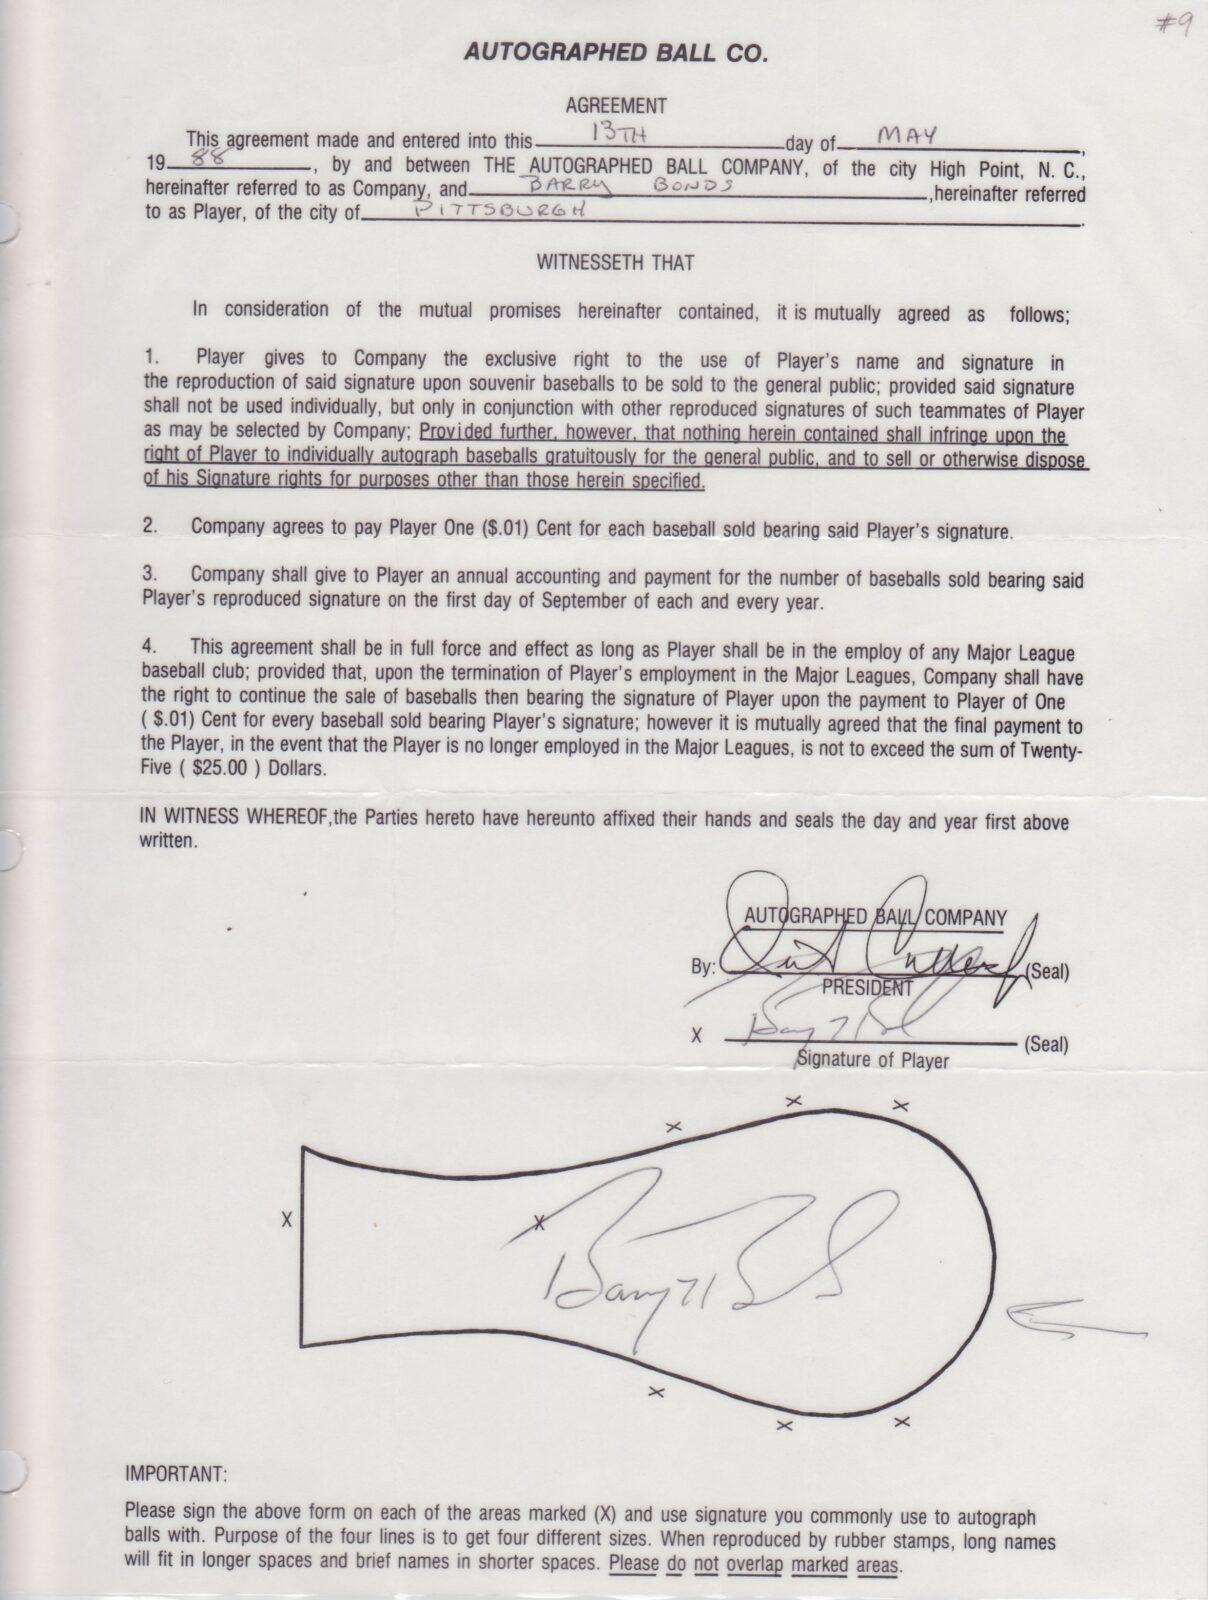 #9
AUTOGRAPHED BALL CO.
AGREEMENT
This agreement made and entered into this 13TH day of MAY,
19 88, by and between THE AUTOGRAPHED BALL COMPANY, of the city High Point, N. C.,
hereinafter referred to as Company, and BARRY BONDS ,hereinafter referred
to as Player, of the city of PITTSBURGH.
WITNESSETH THAT
In consideration of the mutual promises hereinafter contained, it is mutually agreed as follows;
1. Player gives to Company the exclusive right to the use of Player's name and signature in
the reproduction of said signature upon souvenir baseballs to be sold to the general public; provided said signature
shall not be used individually, but only in conjunction with other reproduced signatures of such teammates of Player
as may be selected by Company; Provided further, however, that nothing herein contained shall infringe upon the
right of Player to individually autograph baseballs gratuitously for the general public, and to sell or otherwise dispose
of his Signature rights for purposes other than those herein specified.
2. Company agrees to pay Player One ($.01) Cent for each baseball sold bearing said Player's signature.
3. Company shall give to Player an annual accounting and payment for the number of baseballs sold bearing said
Player's reproduced signature on the first day of September of each and every year.
4. This agreement shall be in full force and effect as long as Player shall be in the employ of any Major League
baseball club; provided that, upon the termination of Player's employment in the Major Leagues, Company shall have
the right to continue the sale of baseballs then bearing the signature of Player upon the payment to Player of One
( $.01) Cent for every baseball sold bearing Player's signature; however it is mutually agreed that the final payment to
the Player, in the event that the Player is no longer employed in the Major Leagues, is not to exceed the sum of Twenty-
Five ( $25.00 ) Dollars.
IN WITNESS WHEREOF,the Parties hereto have hereunto affixed their hands and seals the day and year first above
written.
AUTOGRAPHED BALL COMPANY
By: (Seal)
PRESIDENT
X Barry Bonds (Seal)
Signature of Player
x x x
X x
Barry Bonds
x x x
IMPORTANT:
Please sign the above form on each of the areas marked (X) and use signature you commonly use to autograph
balls with. Purpose of the four lines is to get four different sizes. When reproduced by rubber stamps, long names
will fit in longer spaces and brief names in shorter spaces. Please do not overlap marked areas.